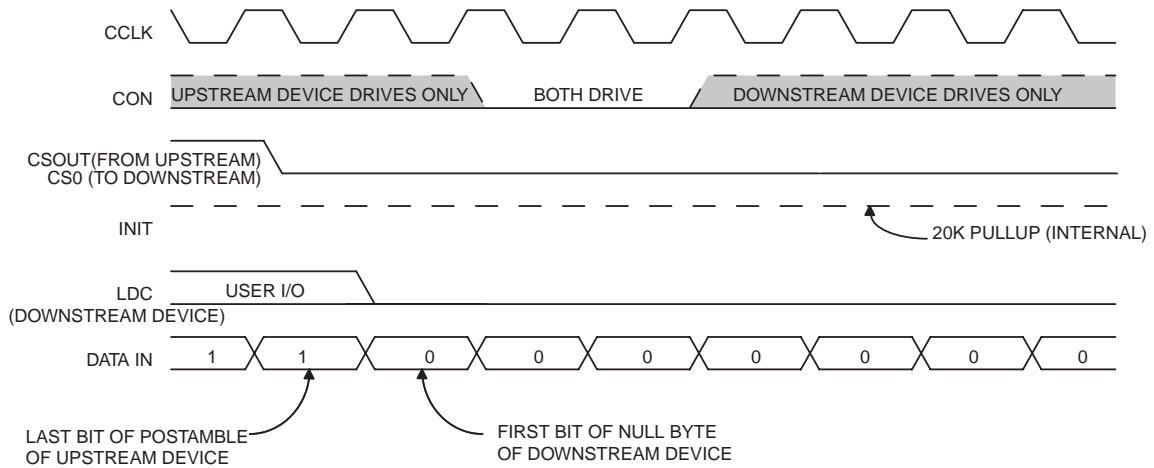 CCLK
CON
UPSTREAM DEVICE DRIVES ONLY
BOTH DRIVE
DOWNSTREAM DEVICE DRIVES ONLY
CSOUT(FROM UPSTREAM)
CS0 (TO DOWNSTREAM)
INIT
20K PULLUP (INTERNAL)
LDC
(DOWNSTREAM DEVICE)
USER I/O
DATA IN
1 1 0 0 0 0 0 0 0
LAST BIT OF POSTAMBLE
OF UPSTREAM DEVICE
FIRST BIT OF NULL BYTE
OF DOWNSTREAM DEVICE